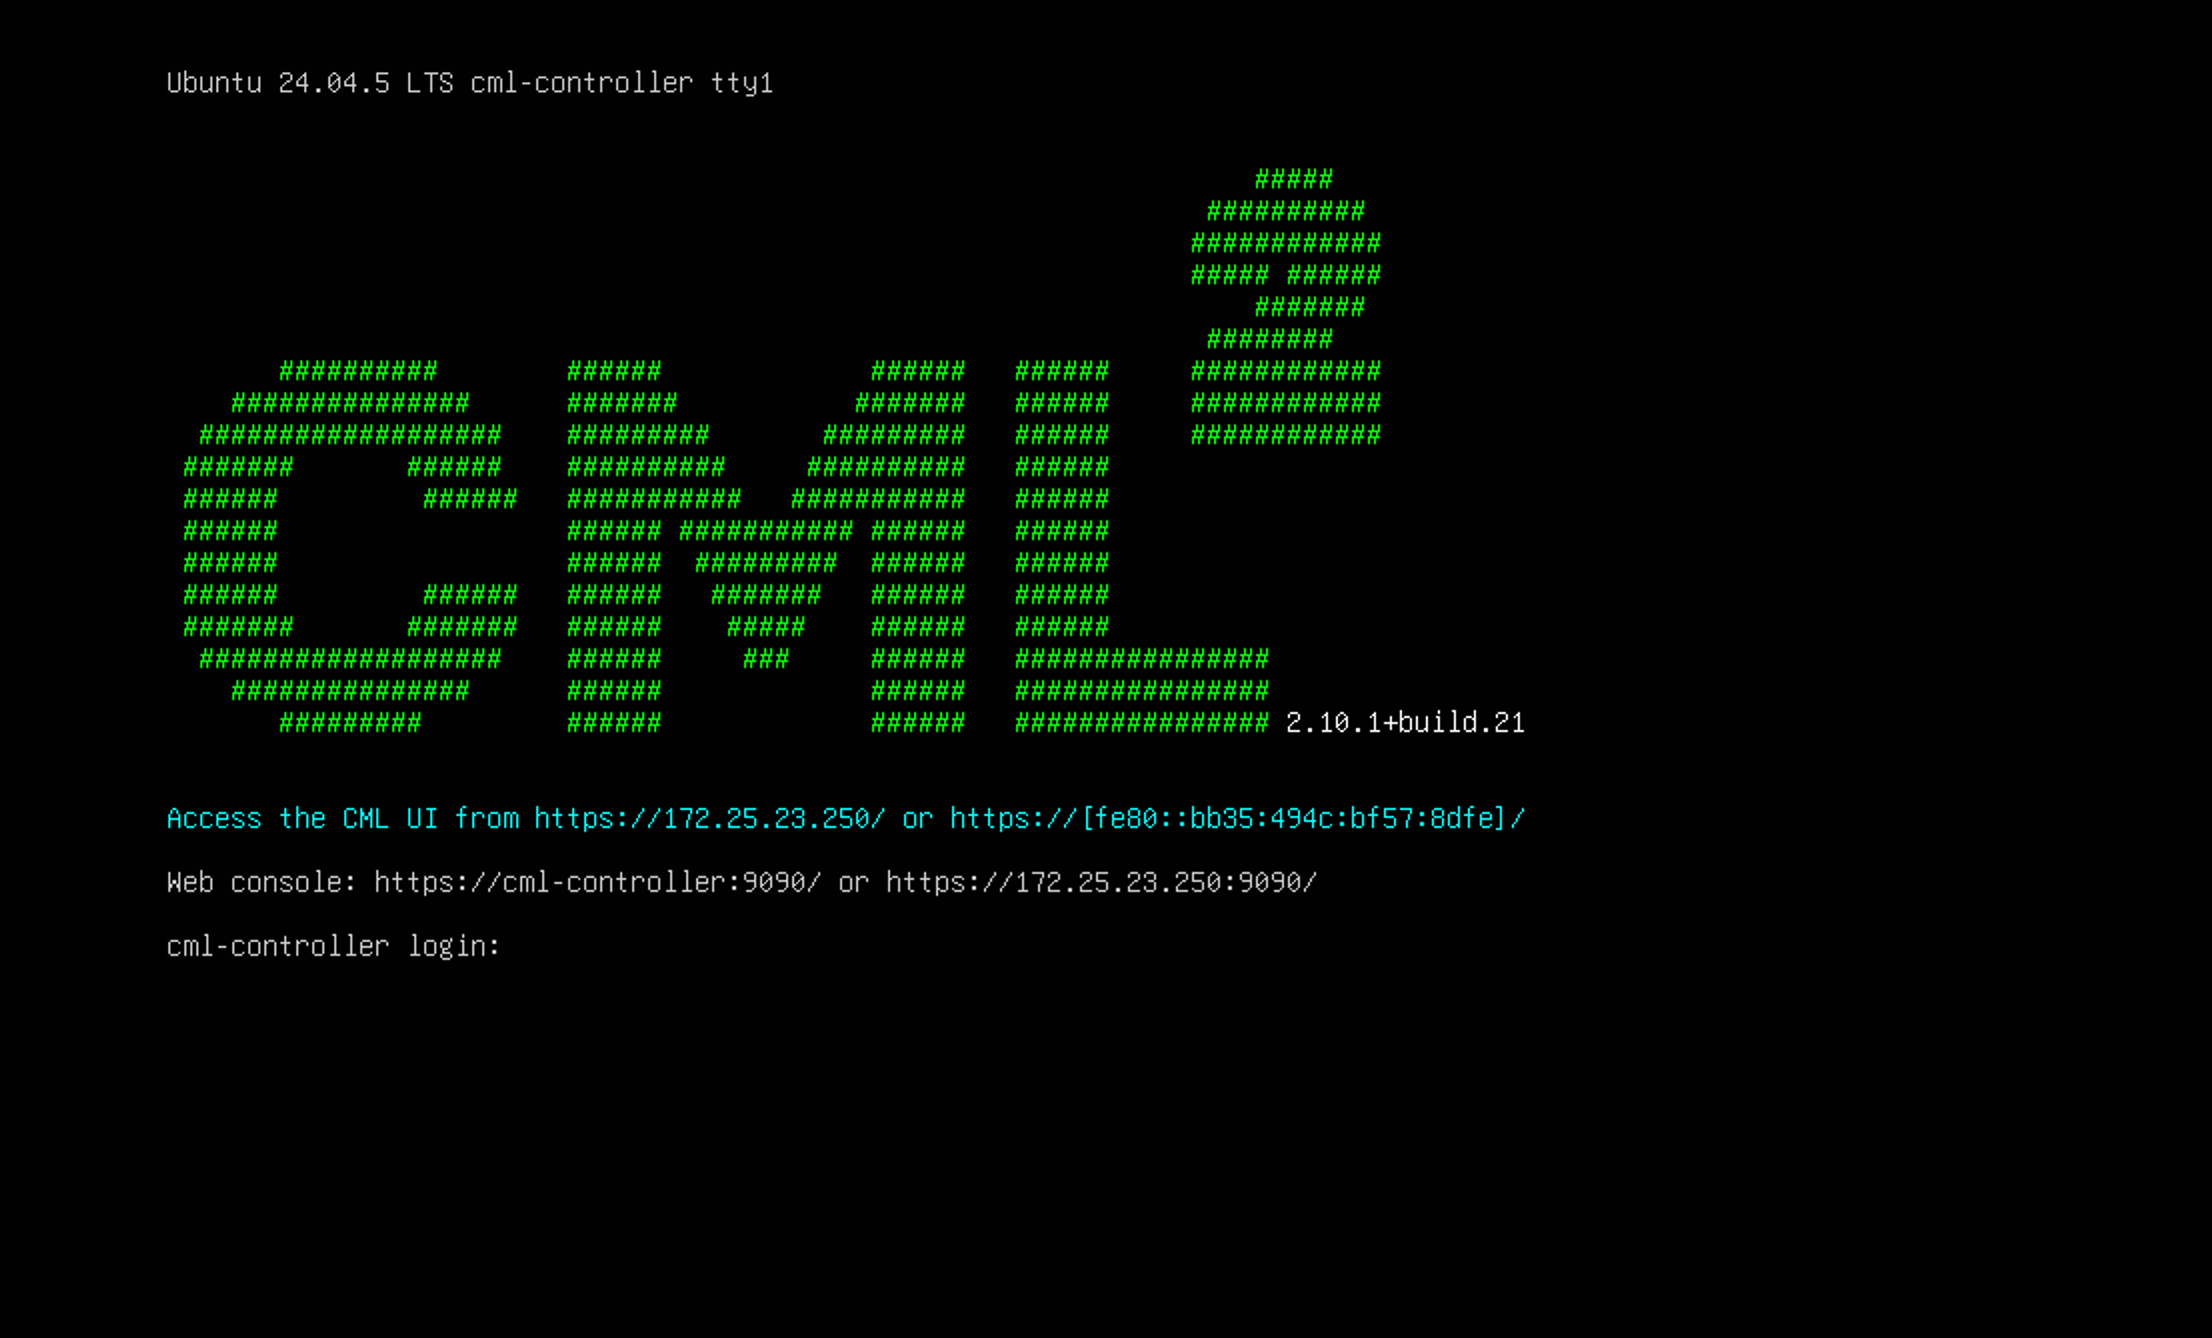 Ubuntu 24.04.5 LTS cml-controller tty1
CML2
2.10.1+build.21
Access the CML UI from https://172.25.23.250/ or https://[fe80::bb35:494c:bf57:8dfe]/
Web console: https://cml-controller:9090/ or https://172.25.23.250:9090/
cml-controller login: